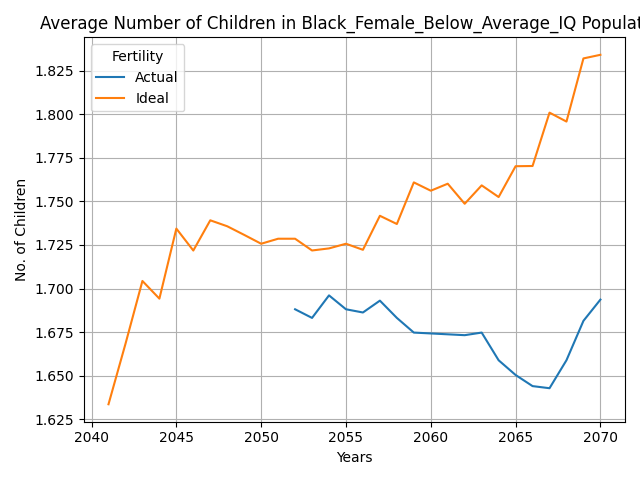 Average Number of Children in Black_Female_Below_Average_IQ Populat
Fertility
Actual
Ideal
No. of Children
1.825
1.800
1.775
1.750
1.725
1.700
1.675
1.650
1.625
2040 2045 2050 2055 2060 2065 2070
Years